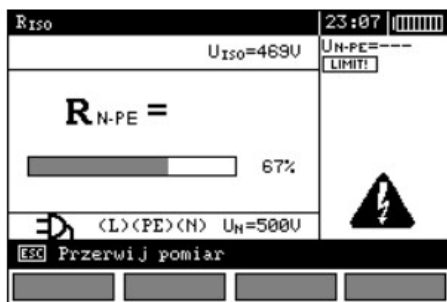 Riso 23:07
UISO=469V
UN-PE=---
LIMIT!
RN-PE =
67%
(L)(PE)(N) UN=500V
ESC Przerwij pomiar